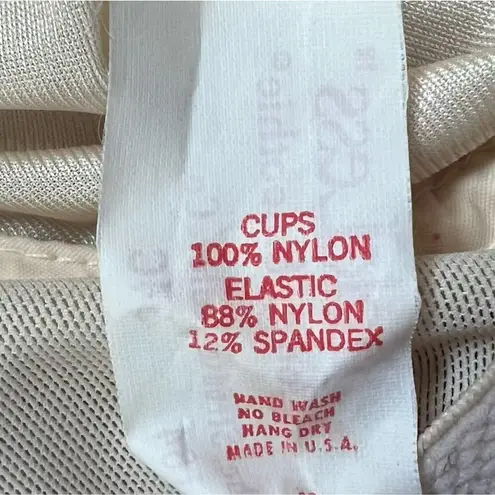 CUPS
100% NYLON
ELASTIC
88% NYLON
12% SPANDEX
HAND WASH
NO BLEACH
HANG DRY
MADE IN U.S.A.